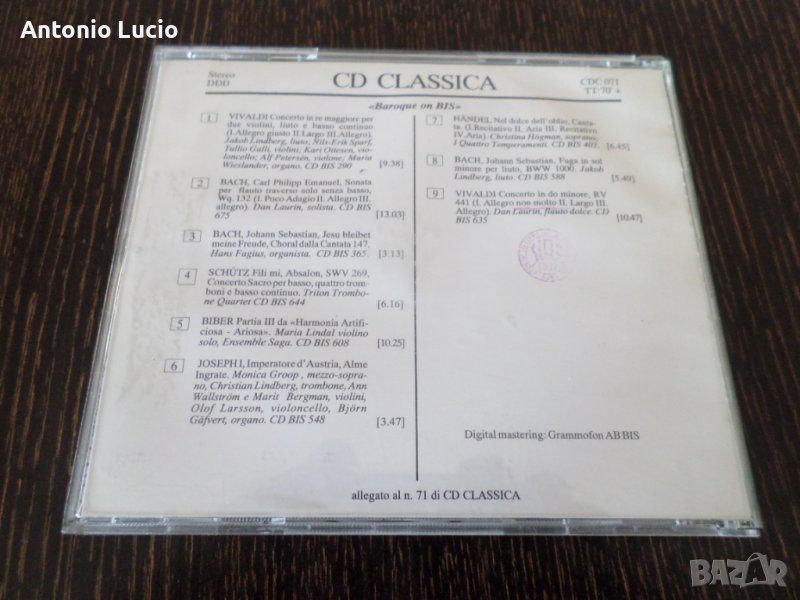 Antonio Lucio
Stereo
DDD
CD CLASSICA
CDC 071
TT:70' +
«Baroque on BIS»
1 VIVALDI Concerto in re maggiore per
due violini, liuto e basso continuo
(I.Allegro giusto II.Largo III.Allegro).
Jakob Lindberg, liuto; Nils-Erik Sparf,
Tullio Galli, violini, Kari Ottesen, vio-
loncello; Alf Petersén, violone; Maria
Wieslander, organo. CD BIS 290 [9.38]
2 BACH, Carl Philipp Emanuel, Sonata
per flauto traverso solo senza basso,
Wq. 132 (I. Poco Adagio II. Allegro III.
allegro). Dan Laurin, solista. CD BIS
675 [13.03]
3 BACH, Johann Sebastian, Jesu bleibet
meine Freude, Choral dalla Cantata 147.
Hans Fagius, organista. CD BIS 365. [3.13]
4 SCHÜTZ Fili mi, Absalon, SWV 269,
Concerto Sacro per basso, quattro trom-
boni e basso continuo. Triton Trombo-
ne Quartet CD BIS 644 [6.16]
5 BIBER Partia III da «Harmonia Artifi-
ciosa - Ariosa». Maria Lindal violino
solo, Ensemble Saga. CD BIS 608 [10.25]
6 JOSEPH I, Imperatore d'Austria, Alme
Ingrate. Monica Groop , mezzo-sopra-
no, Christian Lindberg, trombone, Ann
Wallström e Marit Bergman, violini,
Olof Larsson, violoncello, Björn
Gäfvert, organo. CD BIS 548 [3.47]
7 HÄNDEL Nel dolce dell'oblio, Canta-
ta. (I.Recitativo II. Aria III. Recitativo
IV.Aria). Christina Högman, soprano;
I Quattro Temperamenti. CD BIS 403. [6.45]
8 BACH, Johann Sebastian, Fuga in sol
minore per liuto, BWW 1000. Jakob
Lindberg, liuto. CD BIS 588 [5.49]
9 VIVALDI Concerto in do minore, RV
441 (I. Allegro non molto II. Largo III.
Allegro). Dan Laurin, flauto dolce. CD
BIS 635 [10.47]
Digital mastering: Grammofon AB BIS
allegato al n. 71 di CD CLASSICA
BAZAR